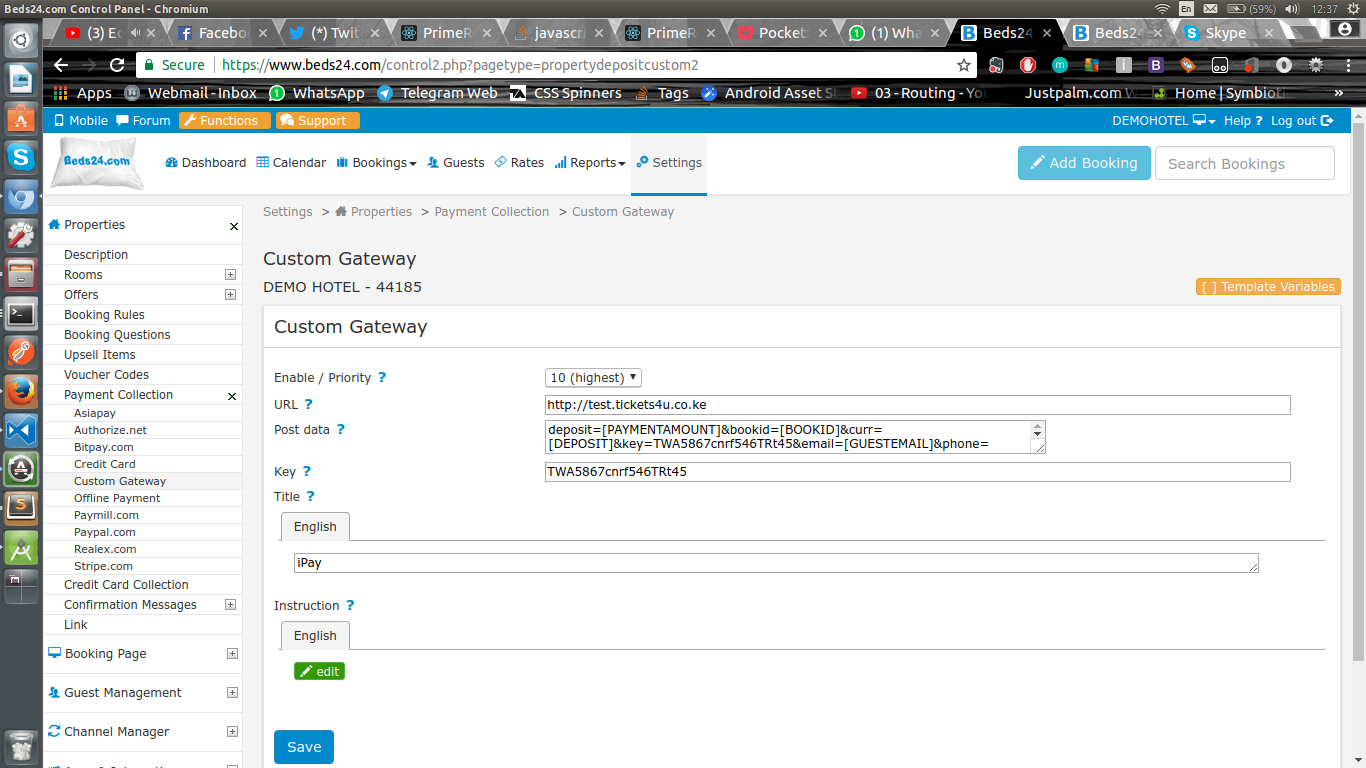 Beds24.com Control Panel - Chromium
En (59%) 12:37
(3) Ec Facebo (*) Twit PrimeR javascri PrimeR Pocket: (1) Wha Beds24 Beds24 Skype
Secure https://www.beds24.com/control2.php?pagetype=propertydepositcustom2
Apps Webmail - Inbox WhatsApp Telegram Web CSS Spinners Tags Android Asset S 03 - Routing - Yo Justpalm.com W Home | Symbioti »
Mobile Forum Functions Support DEMOHOTEL Help ? Log out
Beds24.com Dashboard Calendar Bookings Guests Rates Reports Settings Add Booking Search Bookings
Settings > Properties > Payment Collection > Custom Gateway
Properties
Description
Rooms
Offers
Booking Rules
Booking Questions
Upsell Items
Voucher Codes
Payment Collection
Asiapay
Authorize.net
Bitpay.com
Credit Card
Custom Gateway
Offline Payment
Paymill.com
Paypal.com
Realex.com
Stripe.com
Credit Card Collection
Confirmation Messages
Link
Booking Page
Guest Management
Channel Manager
Custom Gateway
DEMO HOTEL - 44185
[ ] Template Variables
Custom Gateway
Enable / Priority ? 10 (highest)
URL ? http://test.tickets4u.co.ke
Post data ? deposit=[PAYMENTAMOUNT]&bookid=[BOOKID]&curr=
[DEPOSIT]&key=TWA5867cnrf546TRt45&email=[GUESTEMAIL]&phone=
Key ? TWA5867cnrf546TRt45
Title ?
English
iPay
Instruction ?
English
edit
Save